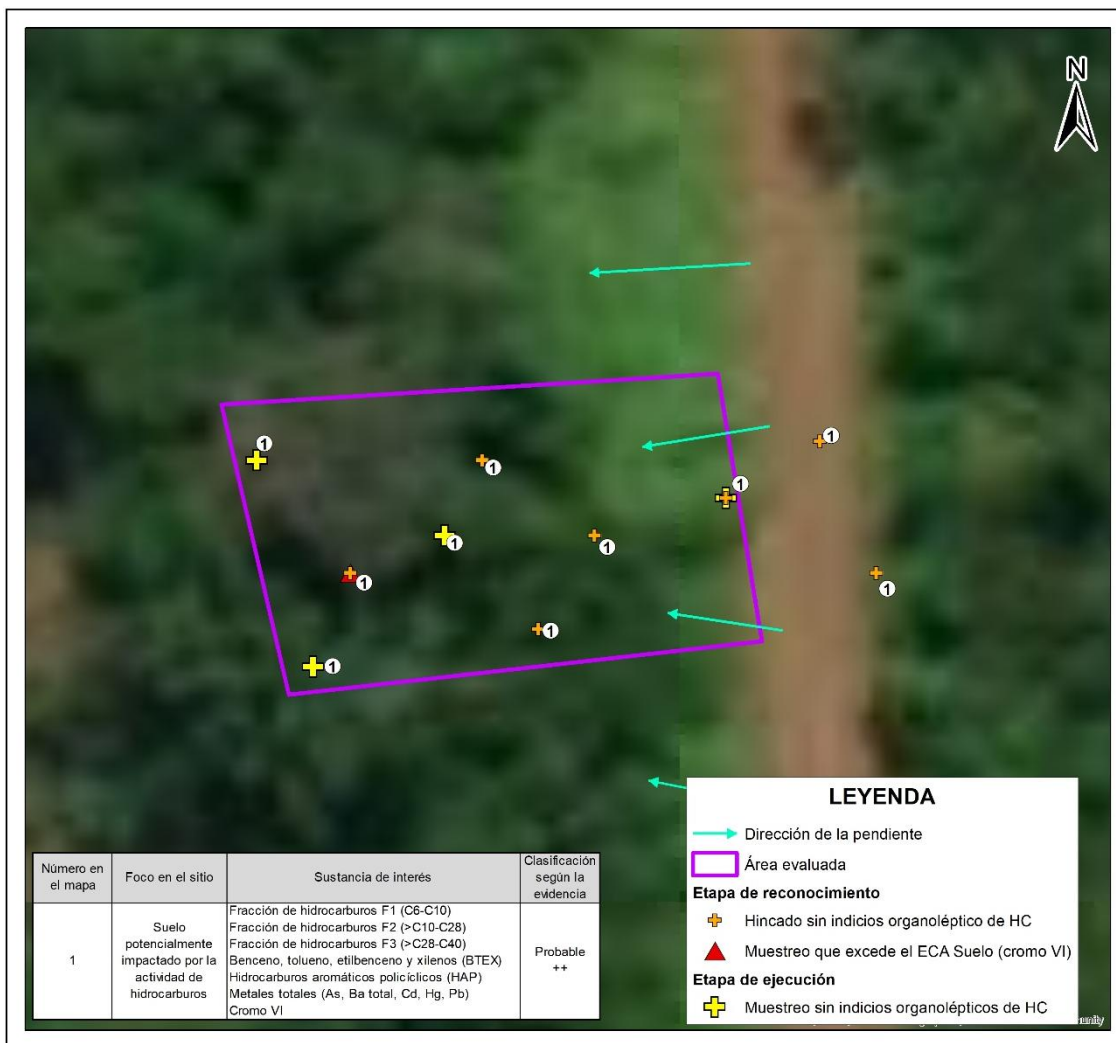 N
1
1
1
1
1
1
1
1
1
1
LEYENDA
Dirección de la pendiente
Área evaluada
Etapa de reconocimiento
Hincado sin indicios organoléptico de HC
Muestreo que excede el ECA Suelo (cromo VI)
Etapa de ejecución
Muestreo sin indicios organolépticos de HC
Número en el mapa
Foco en el sitio
Sustancia de interés
Clasificación según la evidencia
1
Suelo potencialmente impactado por la actividad de hidrocarburos
Fracción de hidrocarburos F1 (C6-C10)
Fracción de hidrocarburos F2 (>C10-C28)
Fracción de hidrocarburos F3 (>C28-C40)
Benceno, tolueno, etilbenceno y xilenos (BTEX)
Hidrocarburos aromáticos policíclicos (HAP)
Metales totales (As, Ba total, Cd, Hg, Pb)
Cromo VI
Probable
++